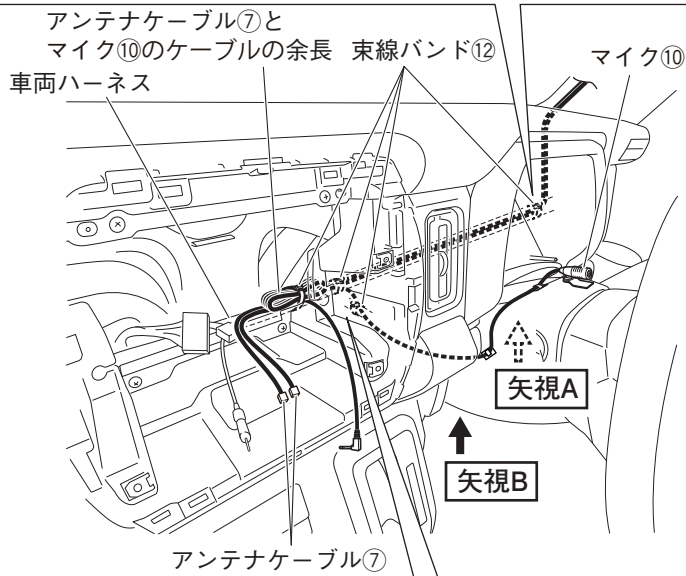 アンテナケーブル⑦と
マイク⑩のケーブルの余長
束線バンド⑫
マイク⑩
車両ハーネス
矢視A
矢視B
アンテナケーブル⑦